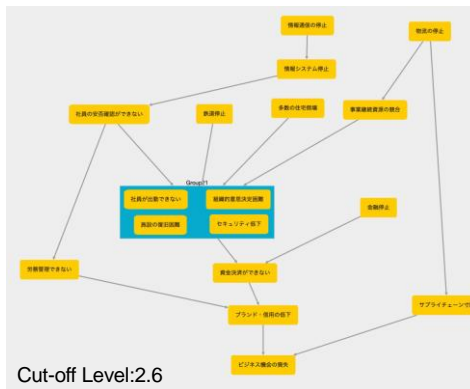 情報通信の停止
物流の停止
情報システム停止
社員の安否確認ができない
鉄道停止
多数の住宅倒壊
事業継続資源の競合
Group21
社員が出勤できない
組織的意思決定困難
施設の復旧困難
セキュリティ低下
金融停止
労務管理できない
資金決済ができない
サプライチェーンで
ブランド・信用の低下
ビジネス機会の喪失
Cut-off Level:2.6